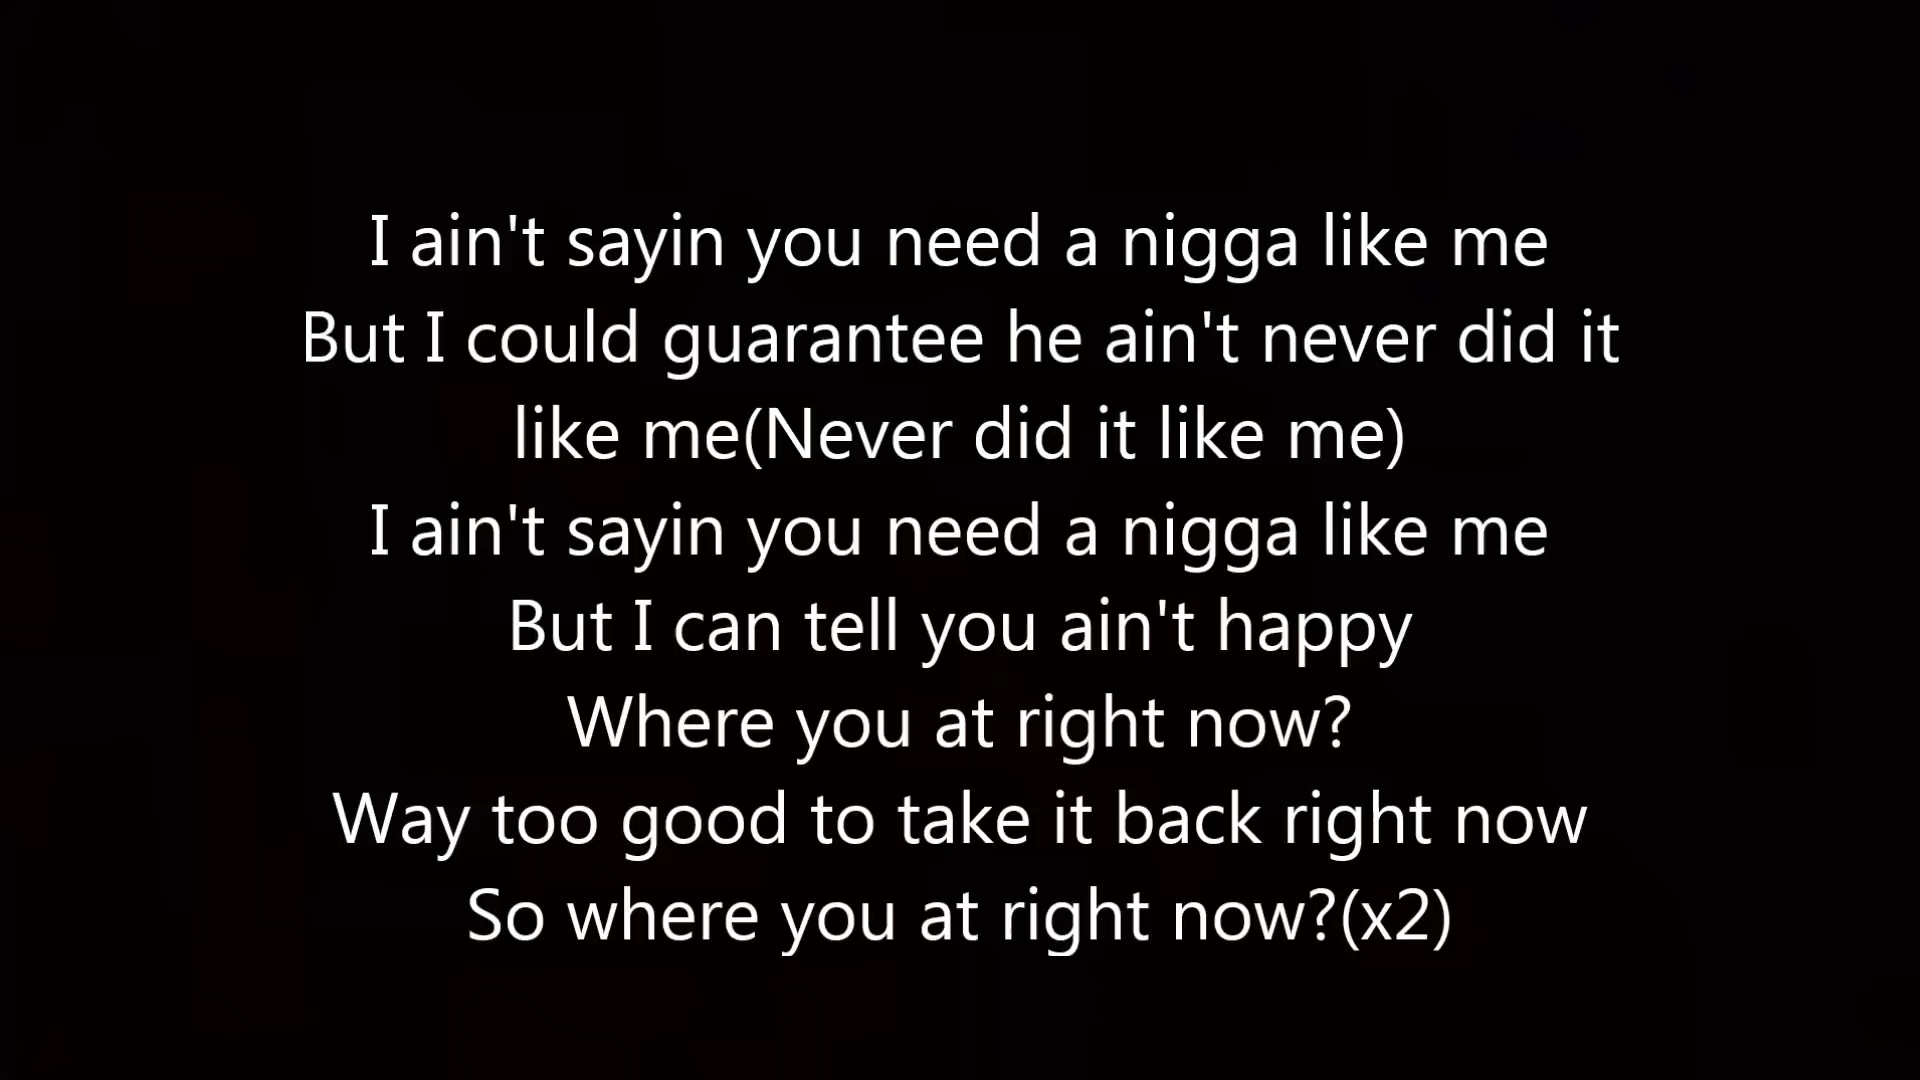 I ain't sayin you need a nigga like me
But I could guarantee he ain't never did it
like me(Never did it like me)
I ain't sayin you need a nigga like me
But I can tell you ain't happy
Where you at right now?
Way too good to take it back right now
So where you at right now?(x2)